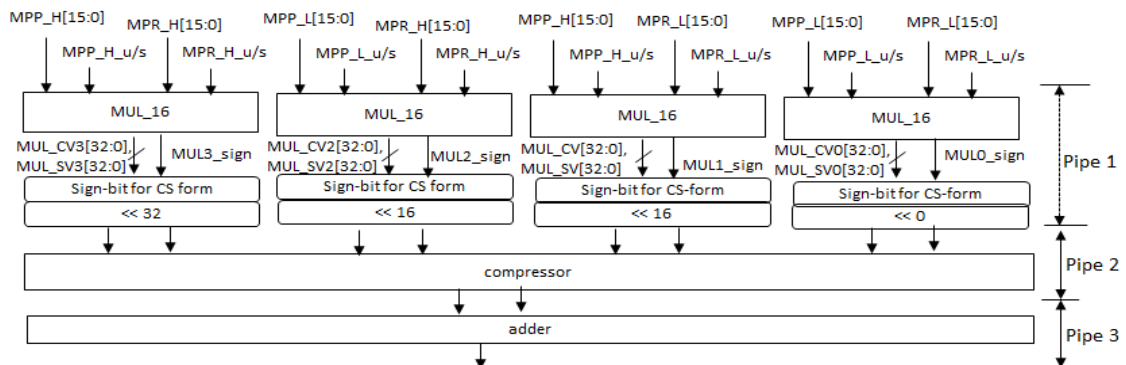 MPP_H[15:0] MPR_H[15:0] MPP_L[15:0] MPR_H[15:0] MPP_H[15:0] MPR_L[15:0] MPP_L[15:0] MPR_L[15:0]
MPP_H_u/s MPR_H_u/s MPP_L_u/s MPR_H_u/s MPP_H_u/s MPR_L_u/s MPP_L_u/s MPR_L_u/s
MUL_16 MUL_16 MUL_16 MUL_16
MUL_CV3[32:0], MUL_CV2[32:0], MUL_CV[32:0], MUL_CV0[32:0],
MUL3_sign MUL2_sign MUL1_sign MUL0_sign
MUL_SV3[32:0] MUL_SV2[32:0] MUL_SV[32:0] MUL_SV0[32:0]
Sign-bit for CS form Sign-bit for CS form Sign-bit for CS-form Sign-bit for CS-form
<< 32 << 16 << 16 << 0
Pipe 1
compressor
Pipe 2
adder
Pipe 3